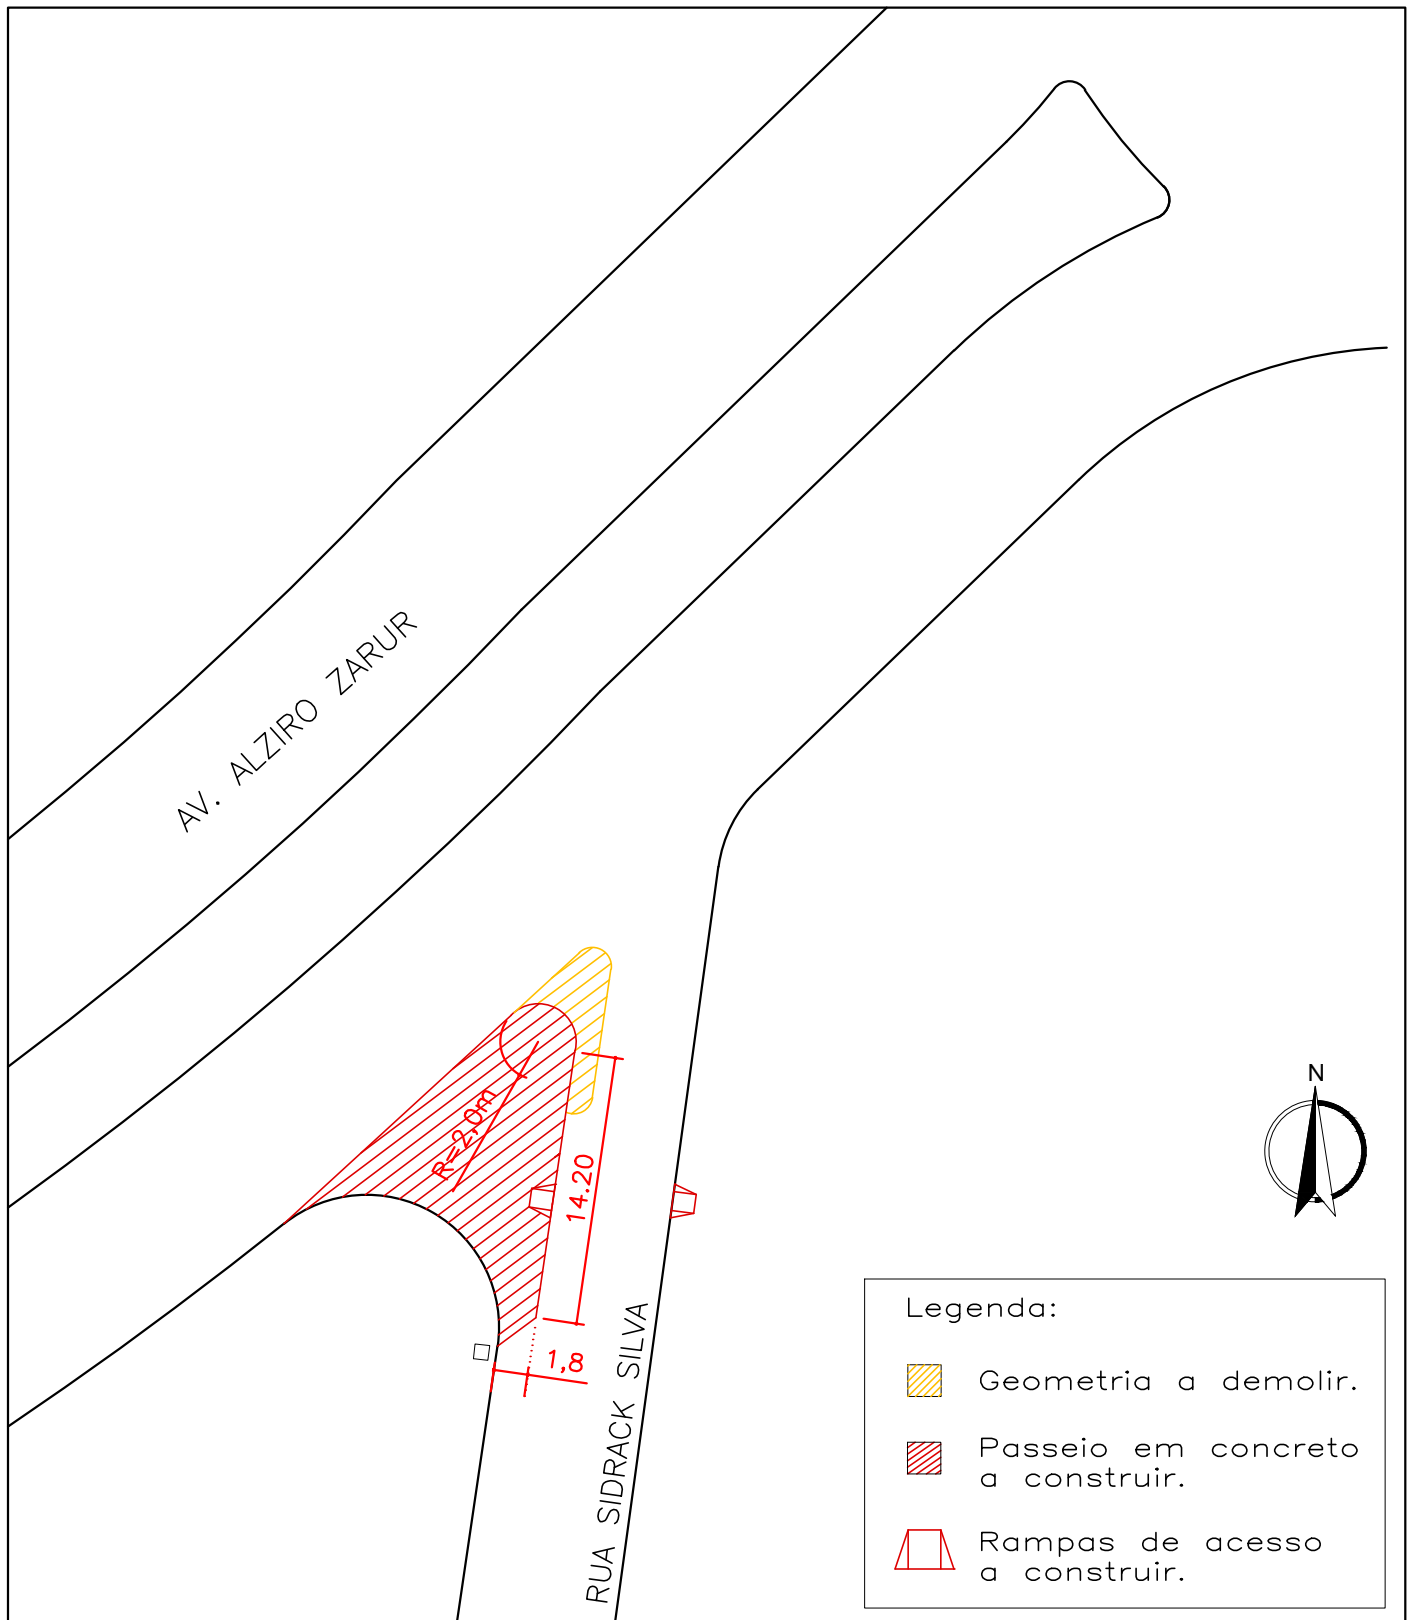 AV. ALZIRO ZARUR
R=2,0m
N
14.20
1,8
RUA SIDRACK SILVA
Legenda:
Geometria a demolir.
Passeio em concreto
a construir.
Rampas de acesso
a construir.